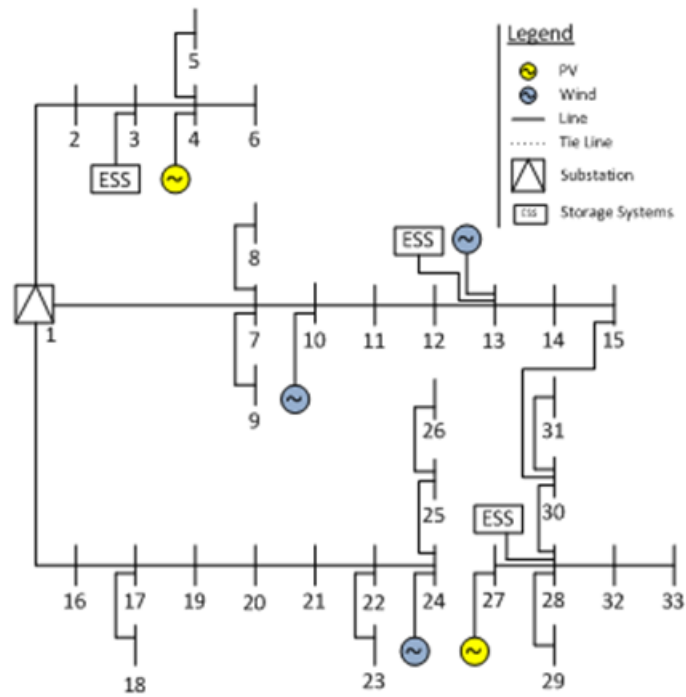 5
Legend
PV
Wind
Line
Tie Line
Substation
ESS Storage Systems
2 3 4 6
ESS
~
8
ESS
~
1
7 10 11 12 13 14 15
~
9
26
31
25
ESS
30
16 17 19 20 21 22 24 27 28 32 33
~
~
18
23
29